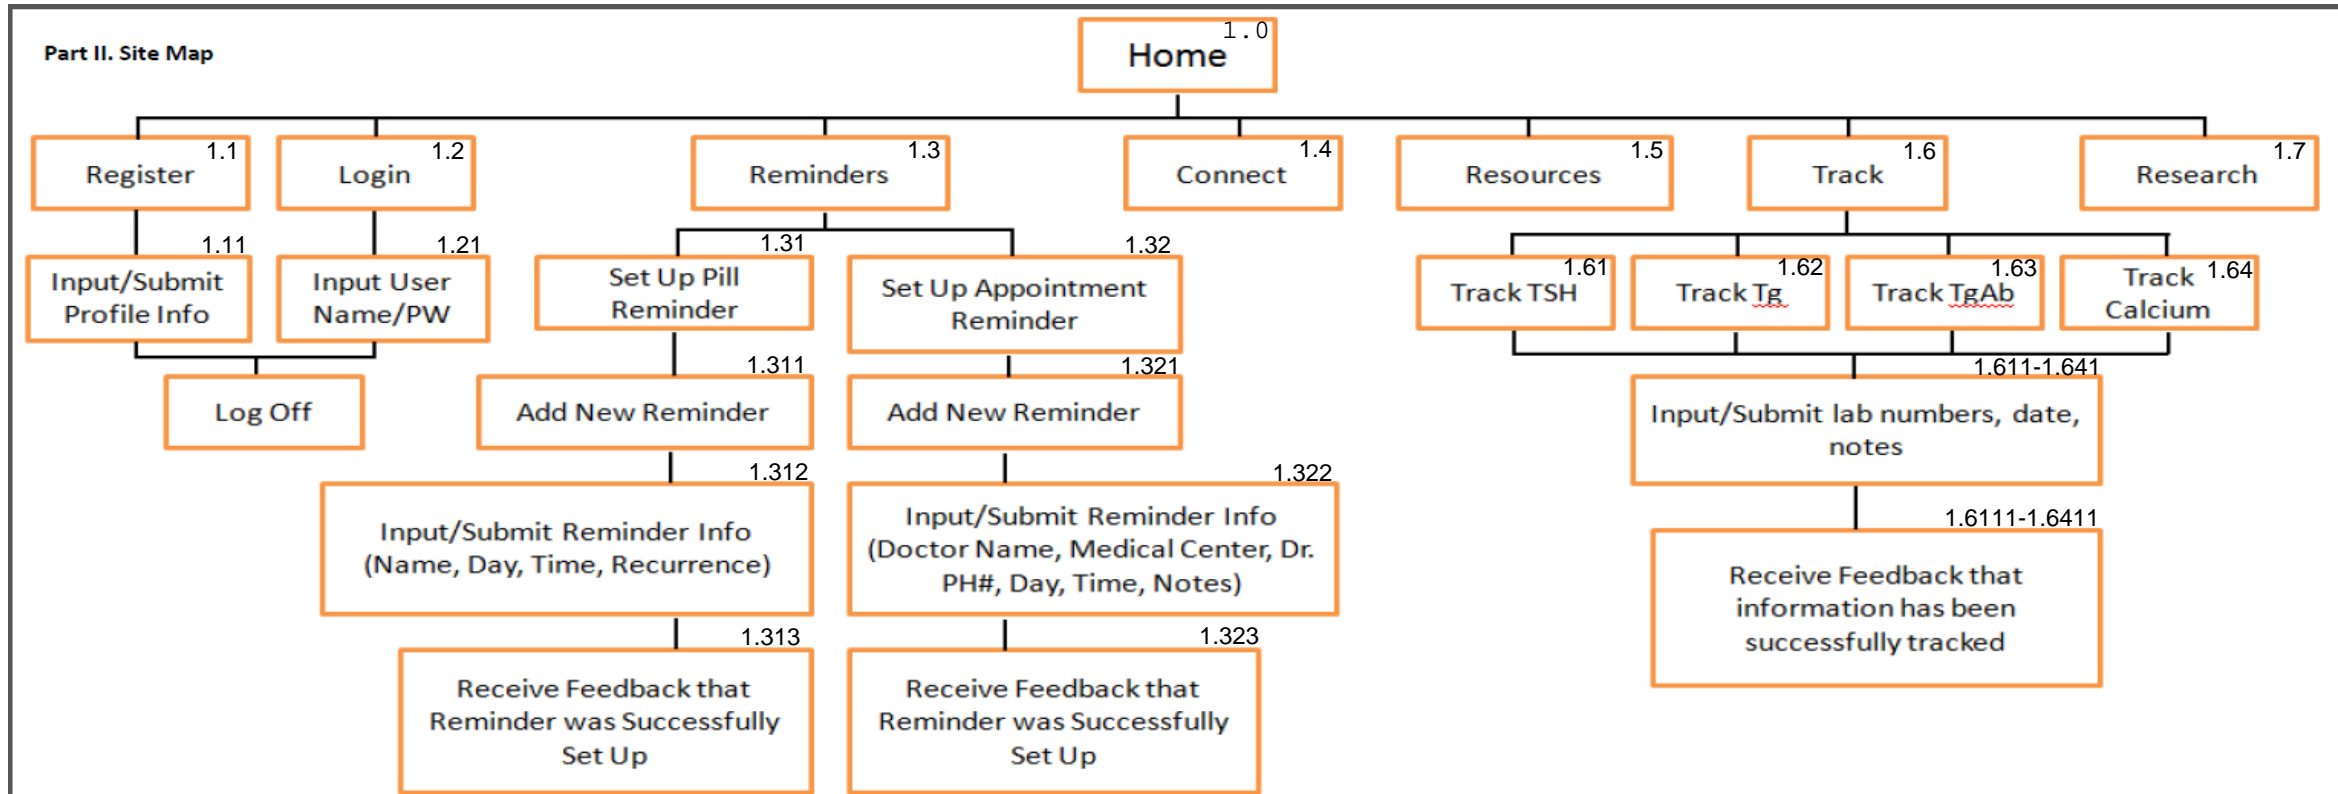 Part II. Site Map
1.0
Home
1.1
Register
1.2
Login
1.3
Reminders
1.4
Connect
1.5
Resources
1.6
Track
1.7
Research
1.11
Input/Submit
Profile Info
1.21
Input User
Name/PW
1.31
Set Up Pill
Reminder
1.32
Set Up Appointment
Reminder
1.61
Track TSH
1.62
Track Tg
1.63
Track TgAb
1.64
Track
Calcium
Log Off
1.311
Add New Reminder
1.321
Add New Reminder
1.611-1.641
Input/Submit lab numbers, date,
notes
1.312
Input/Submit Reminder Info
(Name, Day, Time, Recurrence)
1.322
Input/Submit Reminder Info
(Doctor Name, Medical Center, Dr.
PH#, Day, Time, Notes)
1.6111-1.6411
Receive Feedback that
information has been
successfully tracked
1.313
Receive Feedback that
Reminder was Successfully
Set Up
1.323
Receive Feedback that
Reminder was Successfully
Set Up